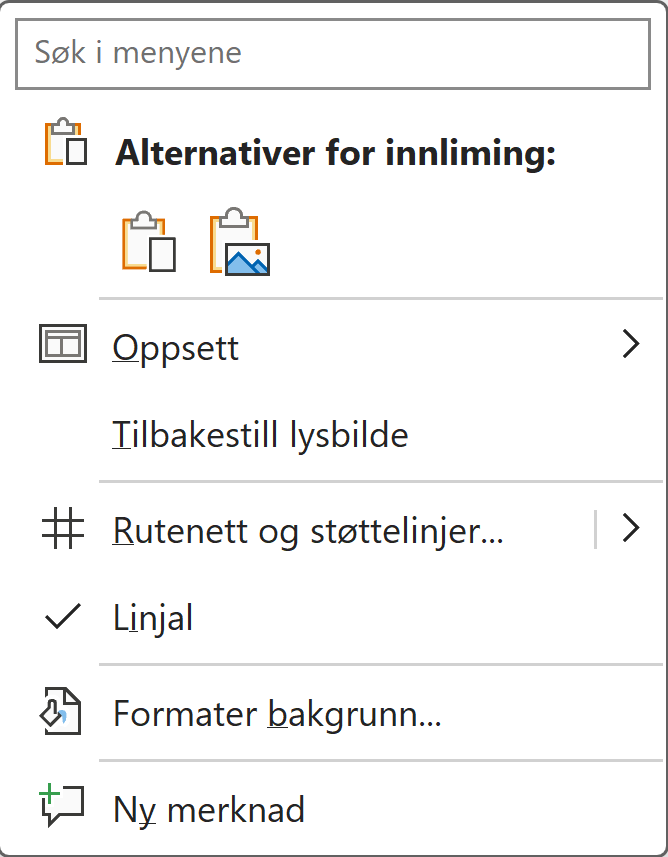 Søk i menyene
Alternativer for innliming:
Oppsett
Tilbakestill lysbilde
Rutenett og støttelinjer...
Linjal
Formater bakgrunn...
Ny merknad